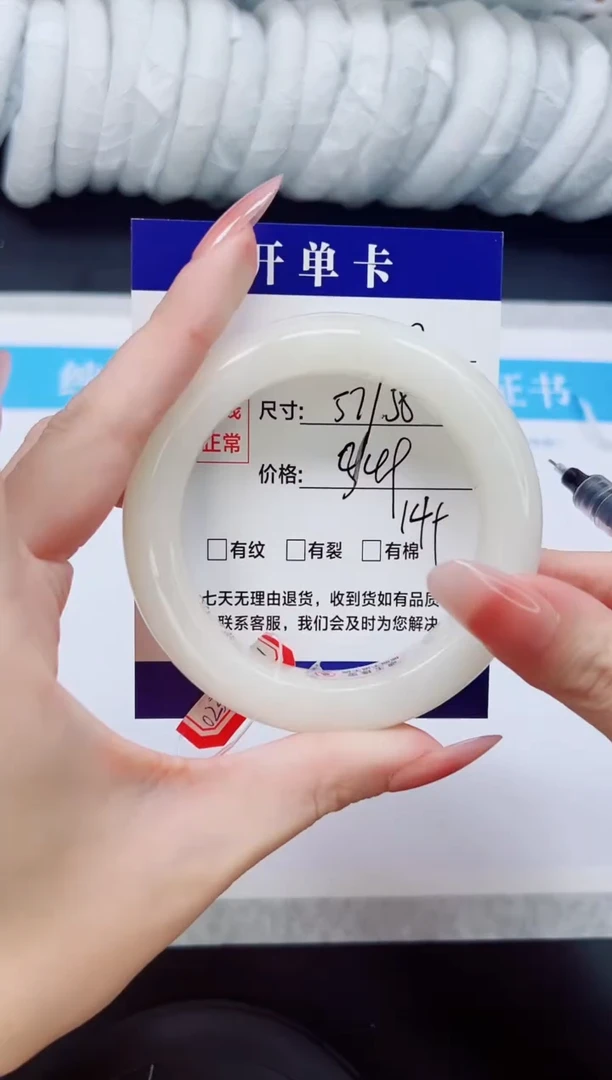 开单卡
证书
正常
尺寸: 57/58
价格:
□有纹 □有裂 □有棉
七天无理由退货，收到货如有品质
联系客服，我们会及时为您解决